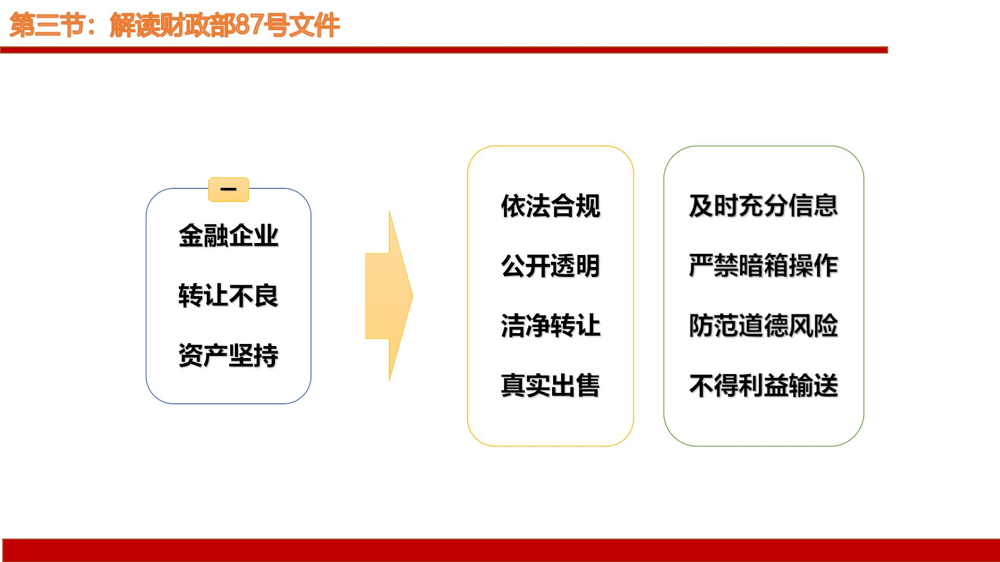 第三节：解读财政部87号文件
一
金融企业
转让不良
资产坚持
依法合规
公开透明
洁净转让
真实出售
及时充分信息
严禁暗箱操作
防范道德风险
不得利益输送